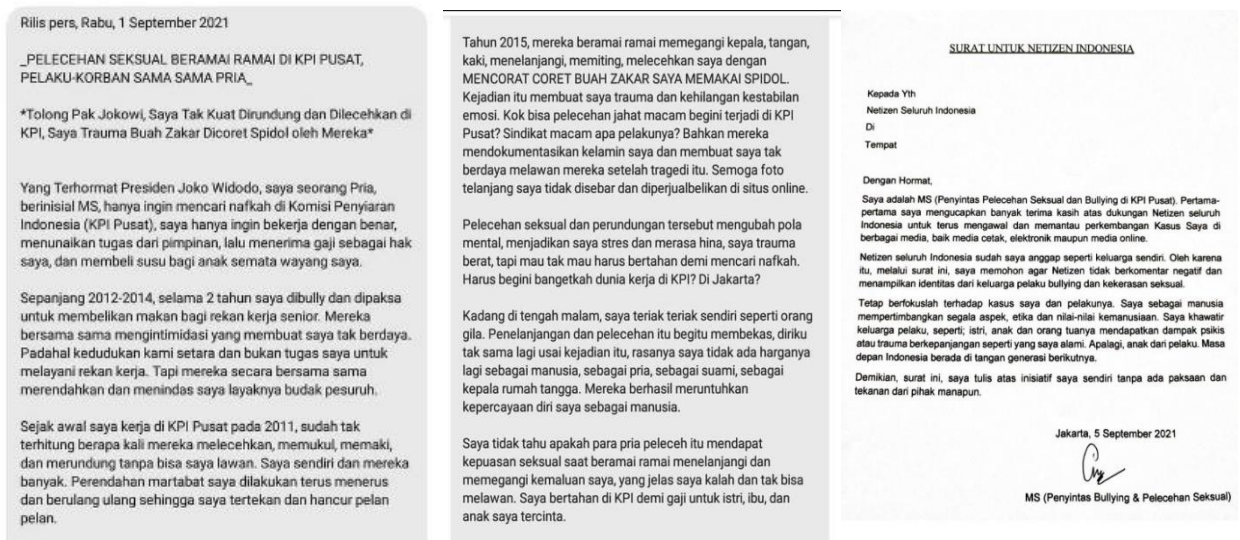 Rilis pers, Rabu, 1 September 2021
_PELECEHAN SEKSUAL BERAMAI RAMAI DI KPI PUSAT,
PELAKU-KORBAN SAMA SAMA PRIA_
*Tolong Pak Jokowi, Saya Tak Kuat Dirundung dan Dilecehkan di
KPI, Saya Trauma Buah Zakar Dicoret Spidol oleh Mereka*
Yang Terhormat Presiden Joko Widodo, saya seorang Pria,
berinisial MS, hanya ingin mencari nafkah di Komisi Penyiaran
Indonesia (KPI Pusat), saya hanya ingin bekerja dengan benar,
menunaikan tugas dari pimpinan, lalu menerima gaji sebagai hak
saya, dan membeli susu bagi anak semata wayang saya.
Sepanjang 2012-2014, selama 2 tahun saya dibully dan dipaksa
untuk membelikan makan bagi rekan kerja senior. Mereka
bersama sama mengintimidasi yang membuat saya tak berdaya.
Padahal kedudukan kami setara dan bukan tugas saya untuk
melayani rekan kerja. Tapi mereka secara bersama sama
merendahkan dan menindas saya layaknya budak pesuruh.
Sejak awal saya kerja di KPI Pusat pada 2011, sudah tak
terhitung berapa kali mereka melecehkan, memukul, memaki,
dan merundung tanpa bisa saya lawan. Saya sendiri dan mereka
banyak. Perendahan martabat saya dilakukan terus menerus
dan berulang ulang sehingga saya tertekan dan hancur pelan
pelan.
Tahun 2015, mereka beramai ramai memegangi kepala, tangan,
kaki, menelanjangi, memiting, melecehkan saya dengan
MENCORAT CORET BUAH ZAKAR SAYA MEMAKAI SPIDOL.
Kejadian itu membuat saya trauma dan kehilangan kestabilan
emosi. Kok bisa pelecehan jahat macam begini terjadi di KPI
Pusat? Sindikat macam apa pelakunya? Bahkan mereka
mendokumentasikan kelamin saya dan membuat saya tak
berdaya melawan mereka setelah tragedi itu. Semoga foto
telanjang saya tidak disebar dan diperjualbelikan di situs online.
Pelecehan seksual dan perundungan tersebut mengubah pola
mental, menjadikan saya stres dan merasa hina, saya trauma
berat, tapi mau tak mau harus bertahan demi mencari nafkah.
Harus begini bangetkah dunia kerja di KPI? Di Jakarta?
Kadang di tengah malam, saya teriak teriak sendiri seperti orang
gila. Penelanjangan dan pelecehan itu begitu membekas, diriku
tak sama lagi usai kejadian itu, rasanya saya tidak ada harganya
lagi sebagai manusia, sebagai pria, sebagai suami, sebagai
kepala rumah tangga. Mereka berhasil meruntuhkan
kepercayaan diri saya sebagai manusia.
Saya tidak tahu apakah para pria peleceh itu mendapat
kepuasan seksual saat beramai ramai menelanjangi dan
memegangi kemaluan saya, yang jelas saya kalah dan tak bisa
melawan. Saya bertahan di KPI demi gaji untuk istri, ibu, dan
anak saya tercinta.
SURAT UNTUK NETIZEN INDONESIA
Kepada Yth
Netizen Seluruh Indonesia
Di
Tempat
Dengan Hormat,
Saya adalah MS (Penyintas Pelecehan Seksual dan Bullying di KPI Pusat). Pertama-
pertama saya mengucapkan banyak terima kasih atas dukungan Netizen seluruh
Indonesia untuk terus mengawal dan memantau perkembangan Kasus Saya di
berbagai media, baik media cetak, elektronik maupun media online.
Netizen seluruh Indonesia sudah saya anggap seperti keluarga sendiri. Oleh karena
itu, melalui surat ini, saya memohon agar Netizen tidak berkomentar negatif dan
menampilkan identitas dari keluarga pelaku bullying dan kekerasan seksual.
Tetap berfokuslah terhadap kasus saya dan pelakunya. Saya sebagai manusia
mempertimbangkan segala aspek, etika dan nilai-nilai kemanusiaan. Saya khawatir
keluarga pelaku, seperti; istri, anak dan orang tuanya mendapatkan dampak psikis
atau trauma berkepanjangan seperti yang saya alami. Apalagi, anak dari pelaku. Masa
depan Indonesia berada di tangan generasi berikutnya.
Demikian, surat ini, saya tulis atas inisiatif saya sendiri tanpa ada paksaan dan
tekanan dari pihak manapun.
Jakarta, 5 September 2021
MS (Penyintas Bullying & Pelecehan Seksual)